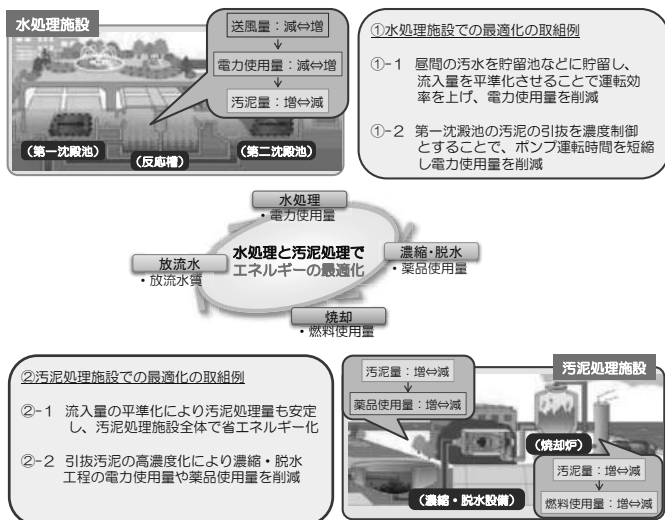 水処理施設
送風量：減⇔増
電力使用量：減⇔増
汚泥量：増⇔減
（第一沈殿池）
（反応槽）
（第二沈殿池）
①水処理施設での最適化の取組例
①-1 昼間の汚水を貯留池などに貯留し、
流入量を平準化させることで運転効
率を上げ、電力使用量を削減
①-2 第一沈殿池の汚泥の引抜を濃度制御
とすることで、ポンプ運転時間を短縮
し電力使用量を削減
水処理
・電力使用量
放流水
・放流水質
水処理と汚泥処理で
エネルギーの最適化
濃縮・脱水
・薬品使用量
焼却
・燃料使用量
②汚泥処理施設での最適化の取組例
②-1 流入量の平準化により汚泥処理量も安定
し、汚泥処理施設全体で省エネルギー化
②-2 引抜汚泥の高濃度化により濃縮・脱水
工程の電力使用量や薬品使用量を削減
汚泥処理施設
汚泥量：増⇔減
薬品使用量：増⇔減
（焼却炉）
（濃縮・脱水設備）
汚泥量：増⇔減
燃料使用量：増⇔減